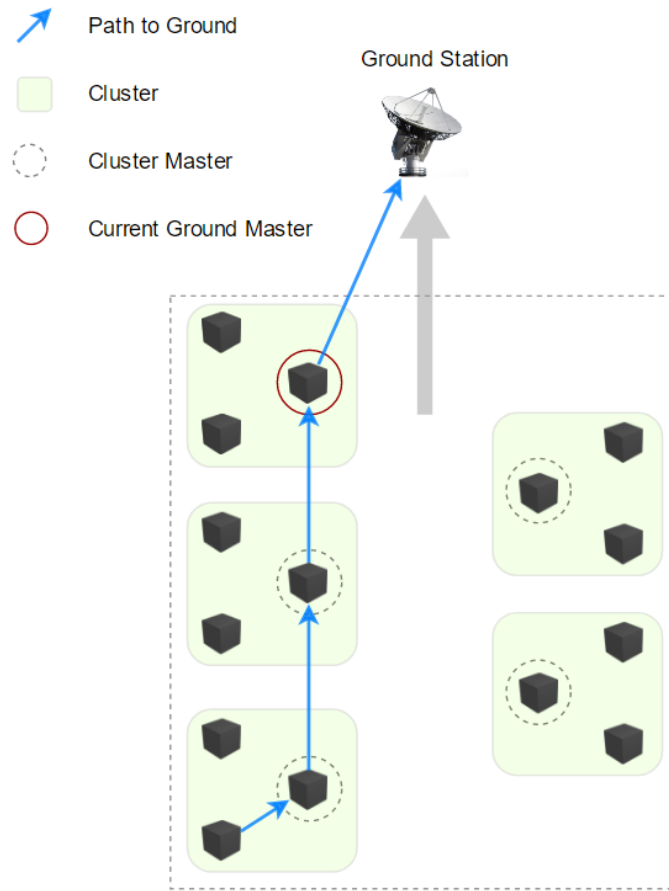 Path to Ground
Ground Station
Cluster
Cluster Master
Current Ground Master